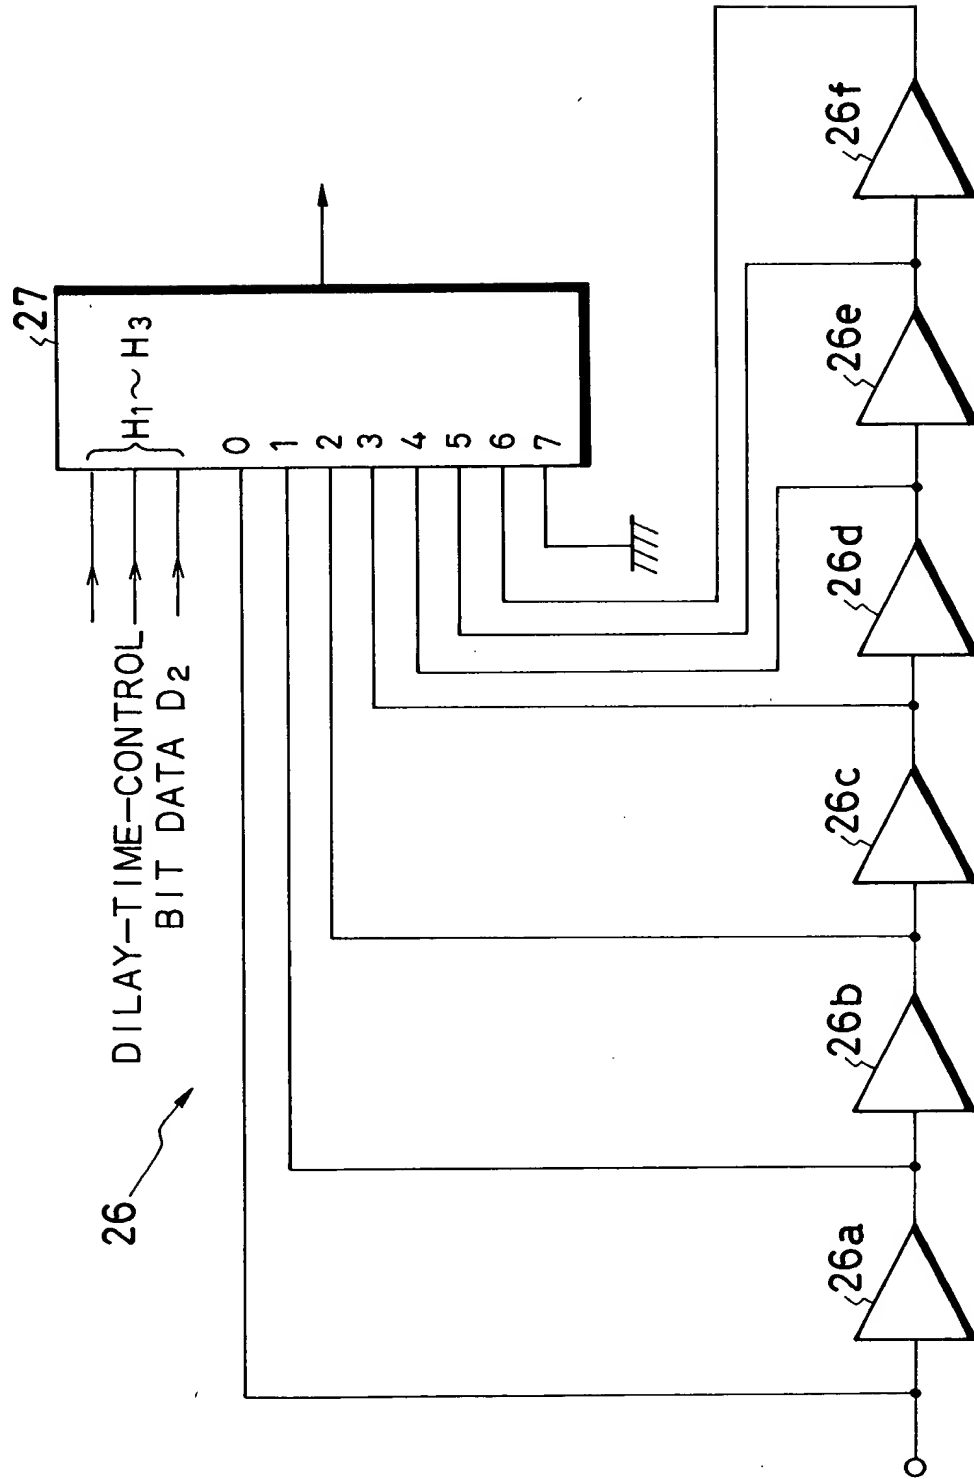 27
H1~H3
0
1
2
3
4
5
6
7
DILAY-TIME-CONTROL
BIT DATA D2
26
26a
26b
26c
26d
26e
26f